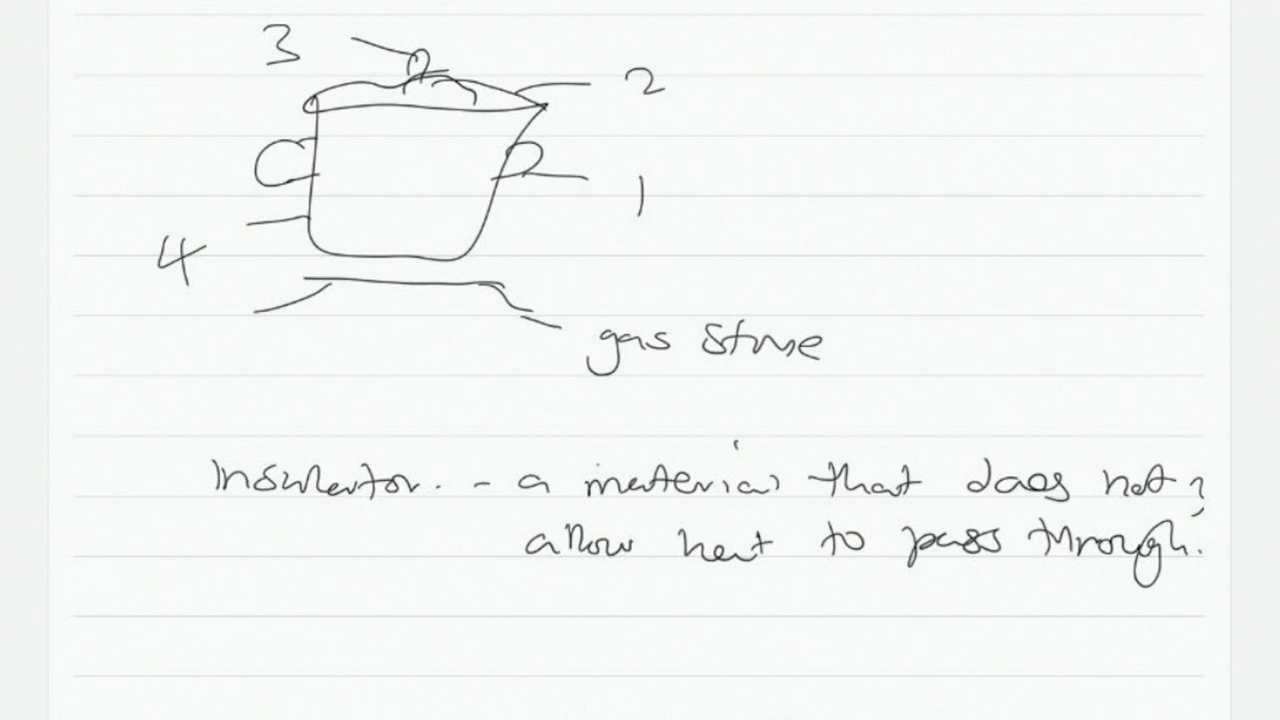 3
2
1
4
gas stove
Insulator. - a material that does not
allow heat to pass through.